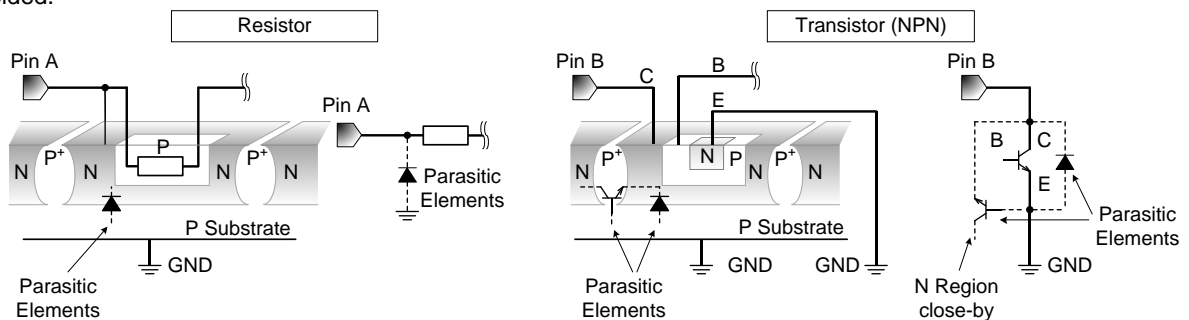 Resistor
Transistor (NPN)
Pin A
Pin B
B
C
E
Pin B
Pin A
N
P+
N
P
N
P+
N
Parasitic
Elements
P Substrate
GND
Parasitic
Elements
N
P+
N
N
P
P+
N
P Substrate
GND
GND
Parasitic
Elements
B
C
E
Parasitic
Elements
GND
N Region
close-by